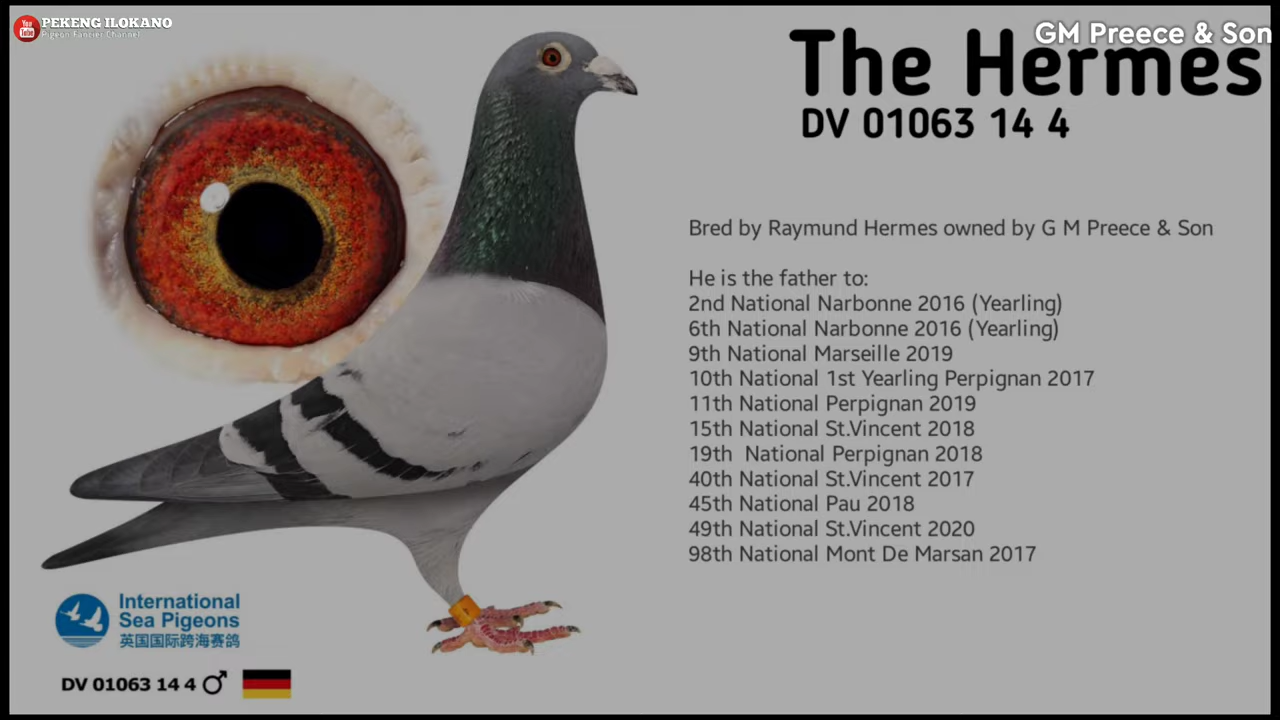 You
Tube
PEKENG ILOKANO
Pigeon Fancier Channel
GM Preece & Son
The Hermes
DV 01063 14 4
Bred by Raymund Hermes owned by G M Preece & Son
He is the father to:
2nd National Narbonne 2016 (Yearling)
6th National Narbonne 2016 (Yearling)
9th National Marseille 2019
10th National 1st Yearling Perpignan 2017
11th National Perpignan 2019
15th National St.Vincent 2018
19th  National Perpignan 2018
40th National St.Vincent 2017
45th National Pau 2018
49th National St.Vincent 2020
98th National Mont De Marsan 2017
International
Sea Pigeons
英国国际跨海赛鸽
DV 01063 14 4 ♂